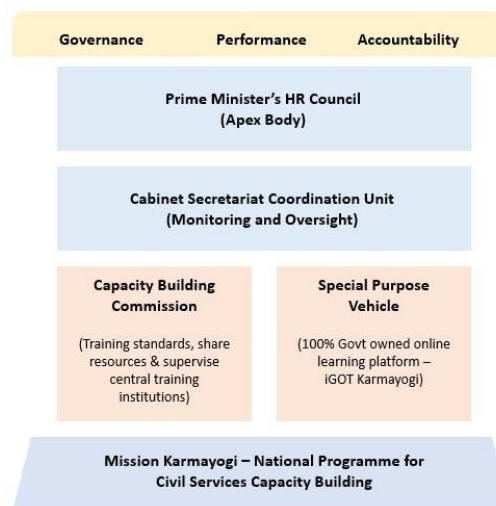 Governance Performance Accountability
Prime Minister’s HR Council
(Apex Body)
Cabinet Secretariat Coordination Unit
(Monitoring and Oversight)
Capacity Building
Commission
(Training standards, share
resources & supervise
central training
institutions)
Special Purpose
Vehicle
(100% Govt owned online
learning platform –
iGOT Karmayogi)
Mission Karmayogi – National Programme for
Civil Services Capacity Building